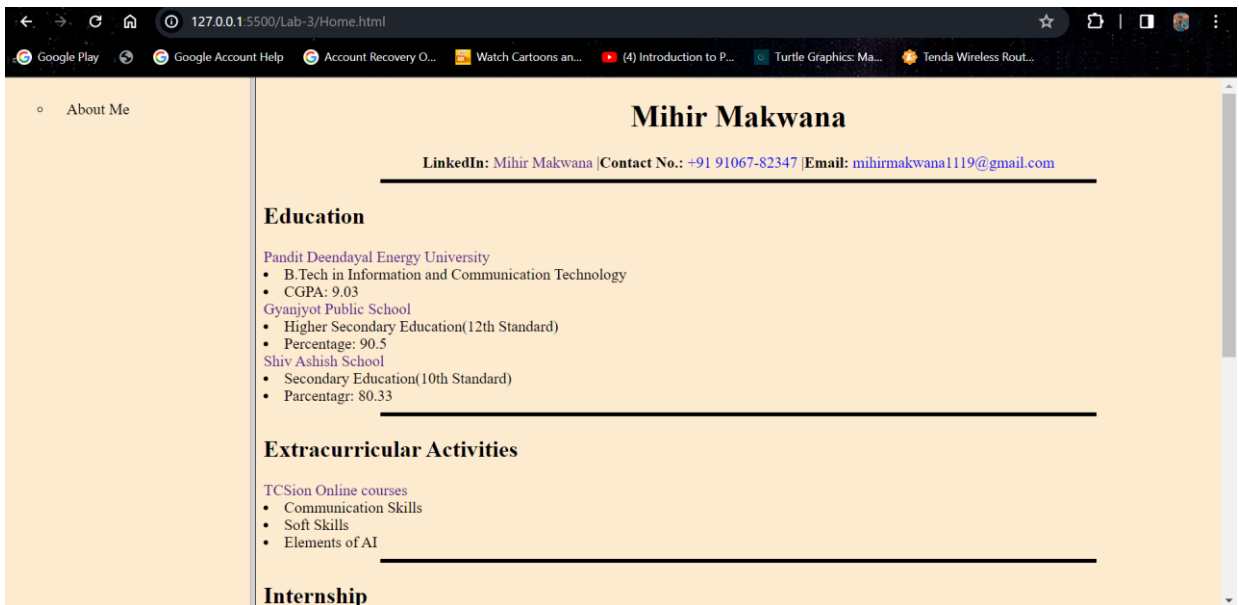 127.0.0.1:5500/Lab-3/Home.html
Google Play Google Account Help Account Recovery O... Watch Cartoons an... (4) Introduction to P... Turtle Graphics: Ma... Tenda Wireless Rout...
About Me
Mihir Makwana
LinkedIn: Mihir Makwana |Contact No.: +91 91067-82347 |Email: mihirmakwana1119@gmail.com
Education
Pandit Deendayal Energy University
• B.Tech in Information and Communication Technology
• CGPA: 9.03
Gyanjyot Public School
• Higher Secondary Education(12th Standard)
• Percentage: 90.5
Shiv Ashish School
• Secondary Education(10th Standard)
• Parcentagr: 80.33
Extracurricular Activities
TCSion Online courses
• Communication Skills
• Soft Skills
• Elements of AI
Internship